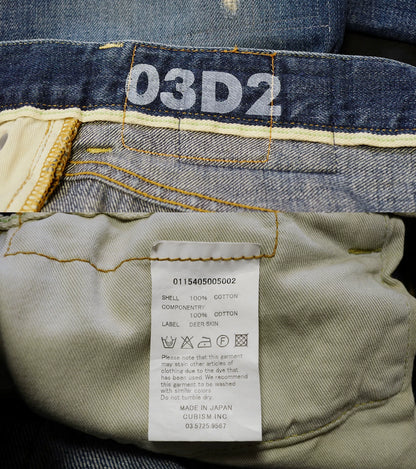 03D2
0115405005002
SHELL 100% COTTON
COMPONENTRY
100% COTTON
LABEL DEER-SKIN
Please note that this garment
may stain other articles of
clothing due to the dye that
has been used. We recommend
this garment to be washed
with similar colors.
Do not tumble dry.
MADE IN JAPAN
CUBISM INC
03.5725.9567